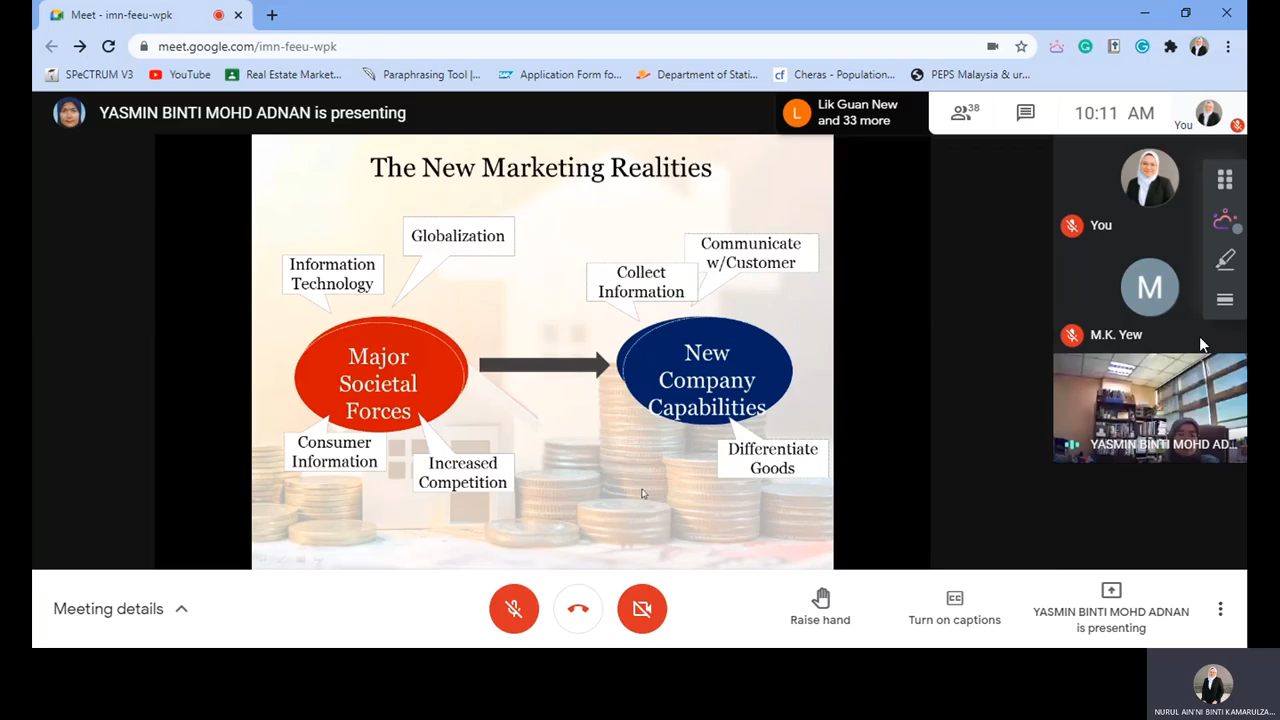 Meet - imn-feeu-wpk
meet.google.com/imn-feeu-wpk
SPeCTRUM V3
YouTube
Real Estate Market...
Paraphrasing Tool |...
Application Form fo...
Department of Stati...
Cheras - Population...
PEPS Malaysia & ur...
YASMIN BINTI MOHD ADNAN is presenting
L
Lik Guan New
and 33 more
38
10:11 AM
You
The New Marketing Realities
Globalization
Information
Technology
Communicate
w/Customer
Collect
Information
Major
Societal
Forces
New
Company
Capabilities
Consumer
Information
Increased
Competition
Differentiate
Goods
You
M
M.K. Yew
YASMIN BINTI MOHD AD...
Meeting details
Raise hand
CC
Turn on captions
YASMIN BINTI MOHD ADNAN
is presenting
NURUL AIN'NI BINTI KAMARULZA...